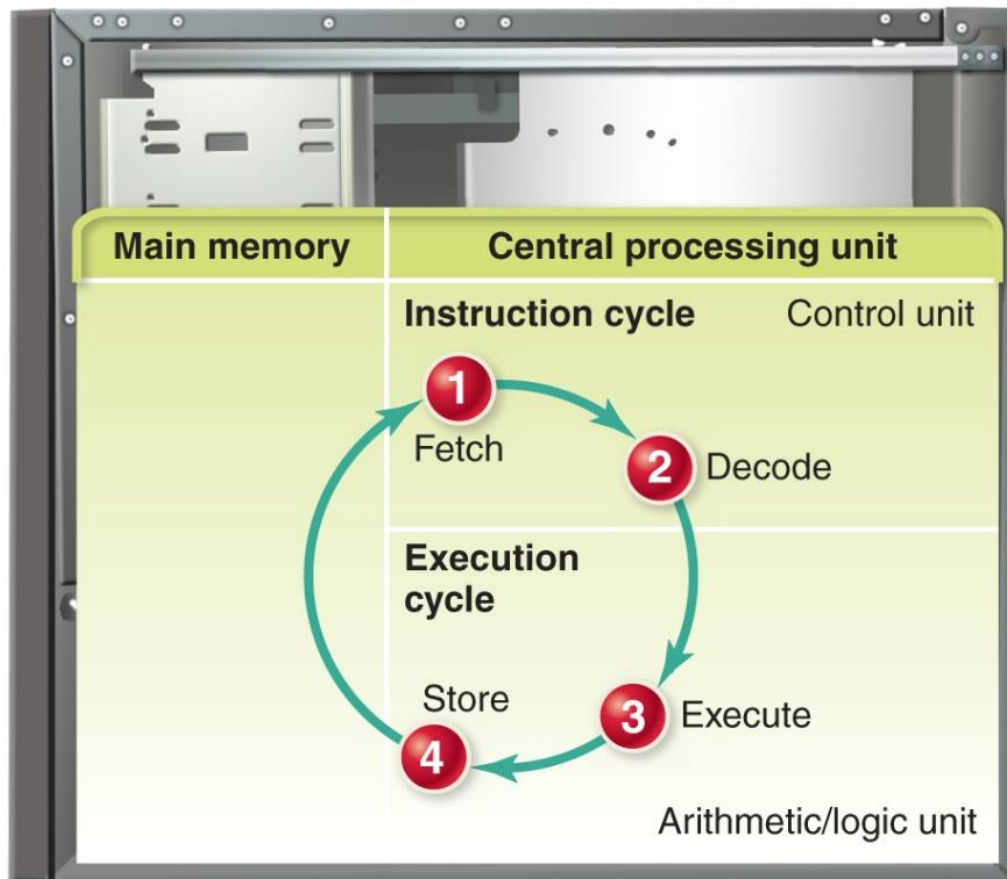 Main memory
Central processing unit
Instruction cycle
Control unit
1
Fetch
2
Decode
Execution
cycle
Store
4
3
Execute
Arithmetic/logic unit